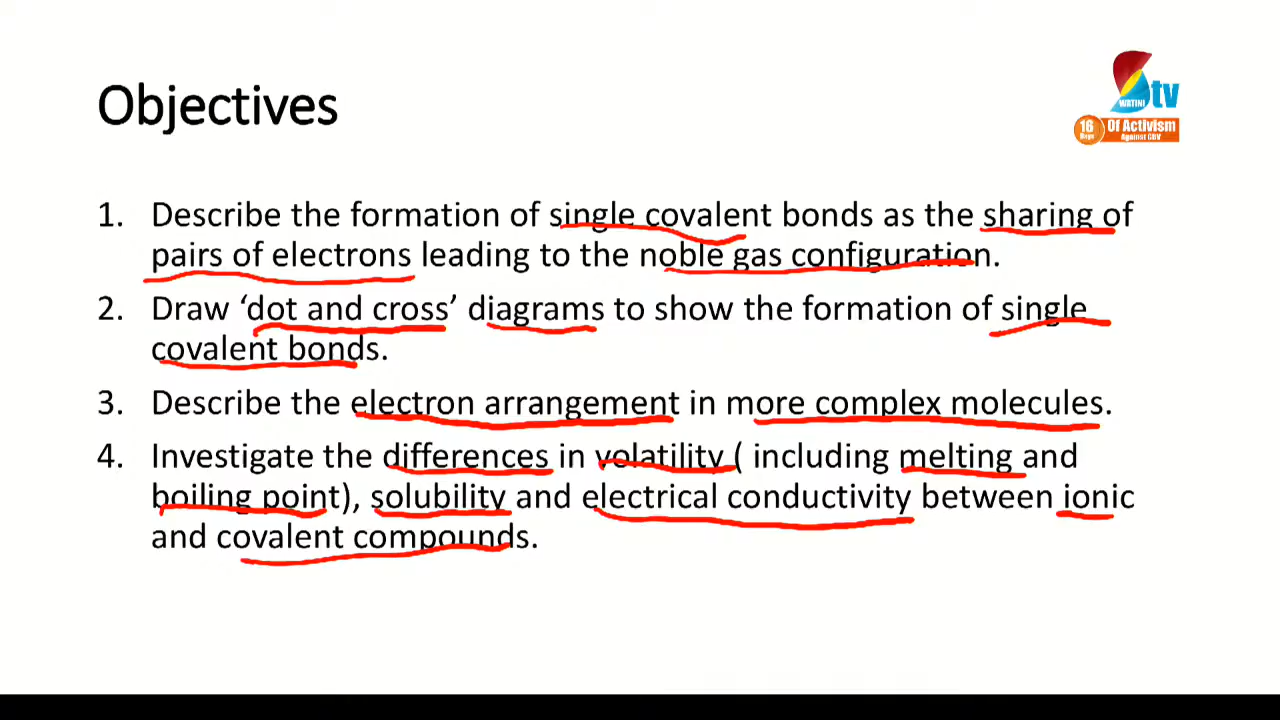 Objectives
tv
WBTINI
16
Days
Of Activism
Against GBV
1. Describe the formation of single covalent bonds as the sharing of
pairs of electrons leading to the noble gas configuration.
2. Draw ‘dot and cross’ diagrams to show the formation of single
covalent bonds.
3. Describe the electron arrangement in more complex molecules.
4. Investigate the differences in volatility ( including melting and
boiling point), solubility and electrical conductivity between ionic
and covalent compounds.